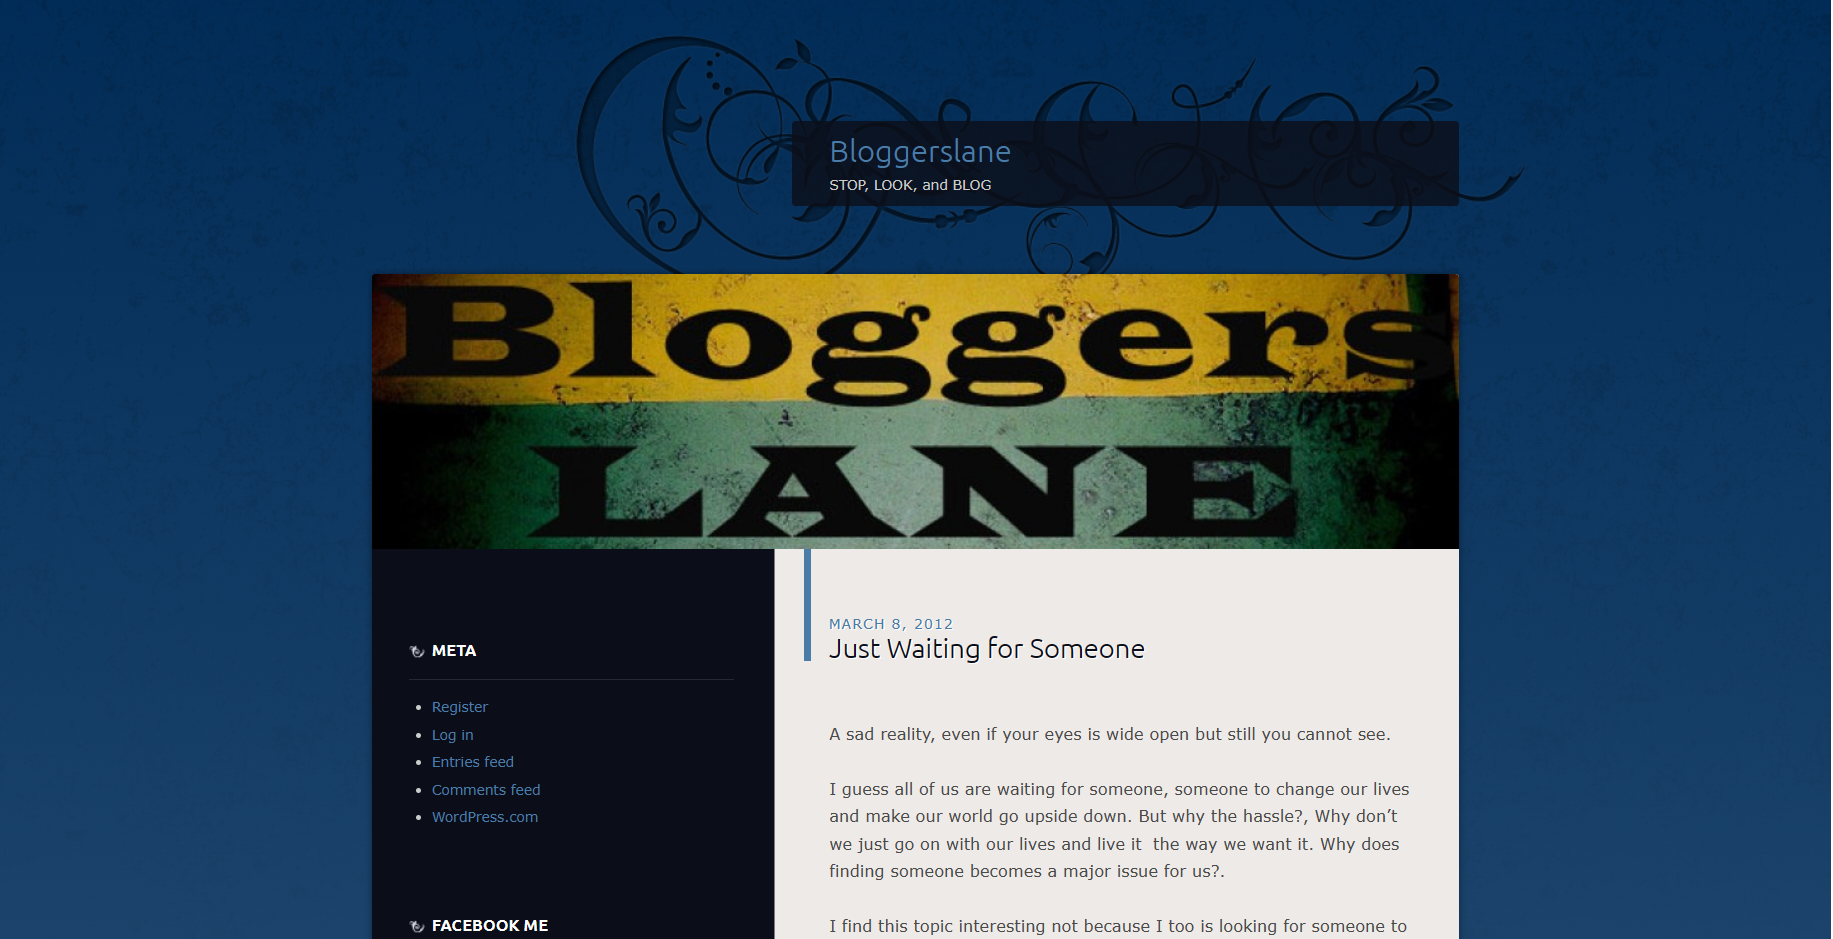 Bloggerslane
STOP, LOOK, and BLOG
Bloggers
LANE
META
Register
Log in
Entries feed
Comments feed
WordPress.com
FACEBOOK ME
MARCH 8, 2012
Just Waiting for Someone
A sad reality, even if your eyes is wide open but still you cannot see.
I guess all of us are waiting for someone, someone to change our lives
and make our world go upside down. But why the hassle?, Why don’t
we just go on with our lives and live it  the way we want it. Why does
finding someone becomes a major issue for us?.
I find this topic interesting not because I too is looking for someone to